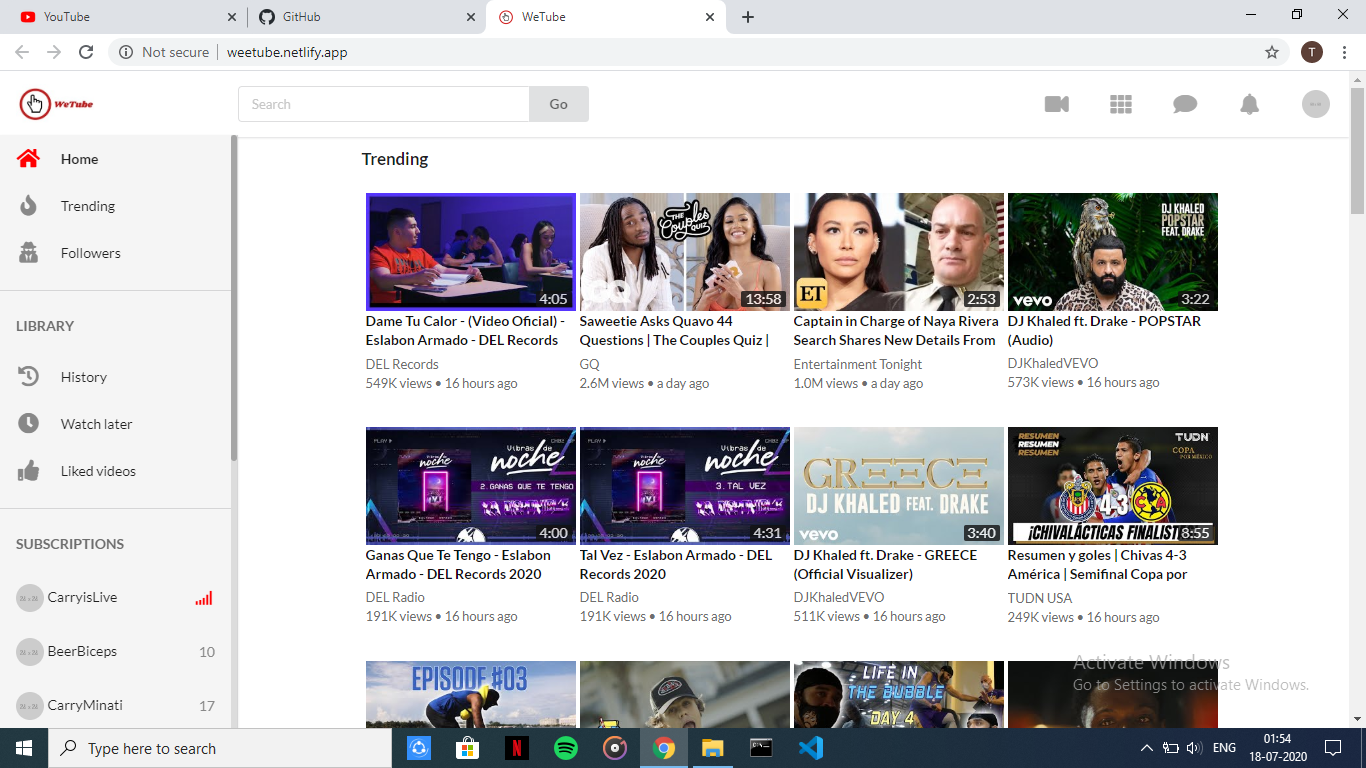 YouTube
GitHub
WeTube
Not secure
weetube.netlify.app
T
WeTube
Search
Go
Home
Trending
Followers
LIBRARY
History
Watch later
Liked videos
SUBSCRIPTIONS
CarryisLive
BeerBiceps 10
CarryMinati 17
Trending
4:05
Dame Tu Calor - (Video Oficial) -
Eslabon Armado - DEL Records
DEL Records
549K views • 16 hours ago
THE
Couples
QUIZ
GQ
13:58
Saweetie Asks Quavo 44
Questions | The Couples Quiz |
GQ
2.6M views • a day ago
ET
2:53
Captain in Charge of Naya Rivera
Search Shares New Details From
Entertainment Tonight
1.0M views • a day ago
DJ KHALED
POPSTAR
FEAT. DRAKE
vevo
3:22
DJ Khaled ft. Drake - POPSTAR
(Audio)
DJKhaledVEVO
573K views • 16 hours ago
PLAY
Vibras de
noche
noche
2. GANAS QUE TE TENGO
4:00
Ganas Que Te Tengo - Eslabon
Armado - DEL Records 2020
DEL Radio
191K views • 16 hours ago
PLAY
Vibras de
noche
noche
3. TAL VEZ
4:31
Tal Vez - Eslabon Armado - DEL
Records 2020
DEL Radio
191K views • 16 hours ago
GREECE
DJ KHALED FEAT. DRAKE
vevo
3:40
DJ Khaled ft. Drake - GREECE
(Official Visualizer)
DJKhaledVEVO
511K views • 16 hours ago
RESUMEN
RESUMEN
RESUMEN
TUDN
COPA
POR MÉXICO
4-3
¡CHIVALÁCTICAS FINALIST
8:55
Resumen y goles | Chivas 4-3
América | Semifinal Copa por
TUDN USA
249K views • 16 hours ago
EPISODE #03
LIFE IN
THE BUBBLE
DAY 4
Activate Windows
Go to Settings to activate Windows.
Type here to search
ENG
01:54
18-07-2020